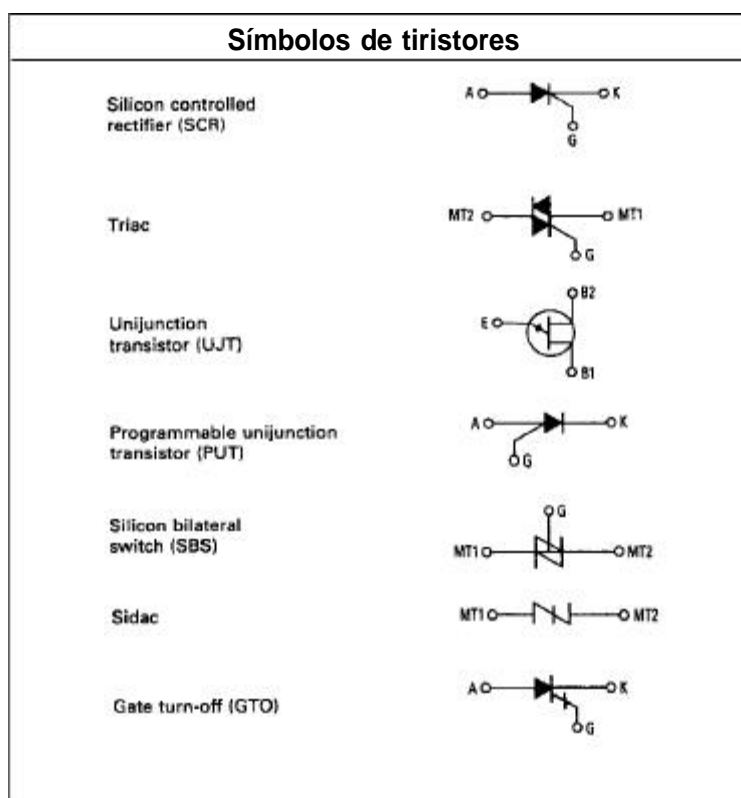 Símbolos de tiristores
Silicon controlled
rectifier (SCR)
A K
G
Triac
MT2 MT1
G
B2
Unijunction
transistor (UJT)
E
B1
Programmable unijunction
transistor (PUT)
A K
G
G
Silicon bilateral
switch (SBS)
MT1 MT2
Sidac
MT1 MT2
Gate turn-off (GTO)
A K
G